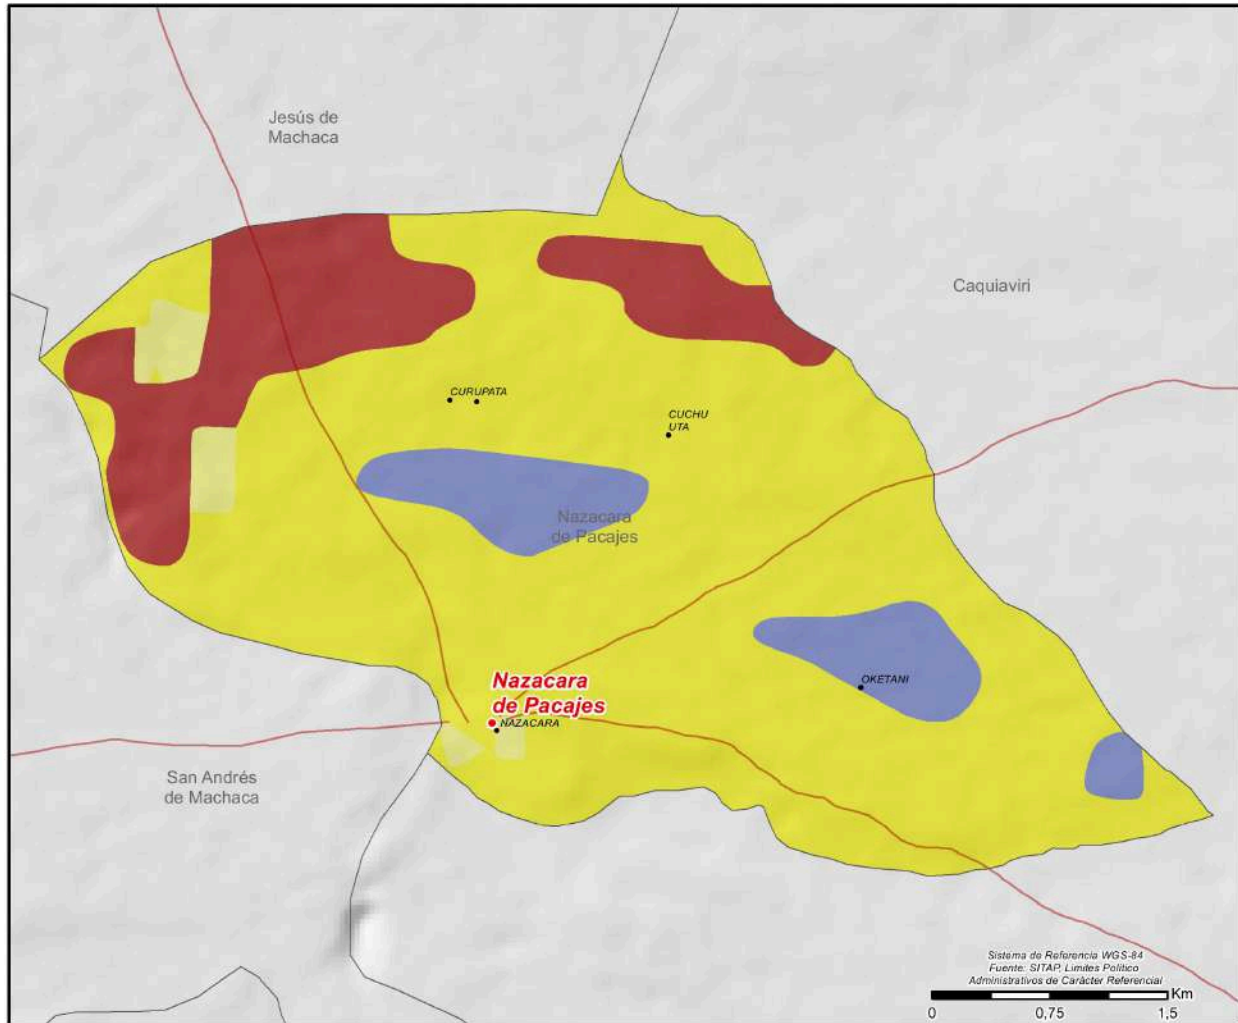 Jesús de
Machaca
Caquiaviri
CURUPATA
CUCHU
UTA
Nazacara
de Pacajes
OKETANI
Nazacara
de Pacajes
NAZACARA
San Andrés
de Machaca
Sistema de Referencia WGS-84
Fuente: SITAP, Limites Político
Administrativos de Carácter Referencial
Km
0 0,75 1,5